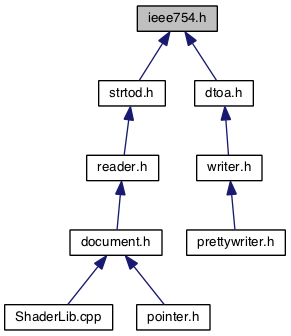 ieee754.h
strtod.h
dtoa.h
reader.h
writer.h
document.h
prettywriter.h
ShaderLib.cpp
pointer.h